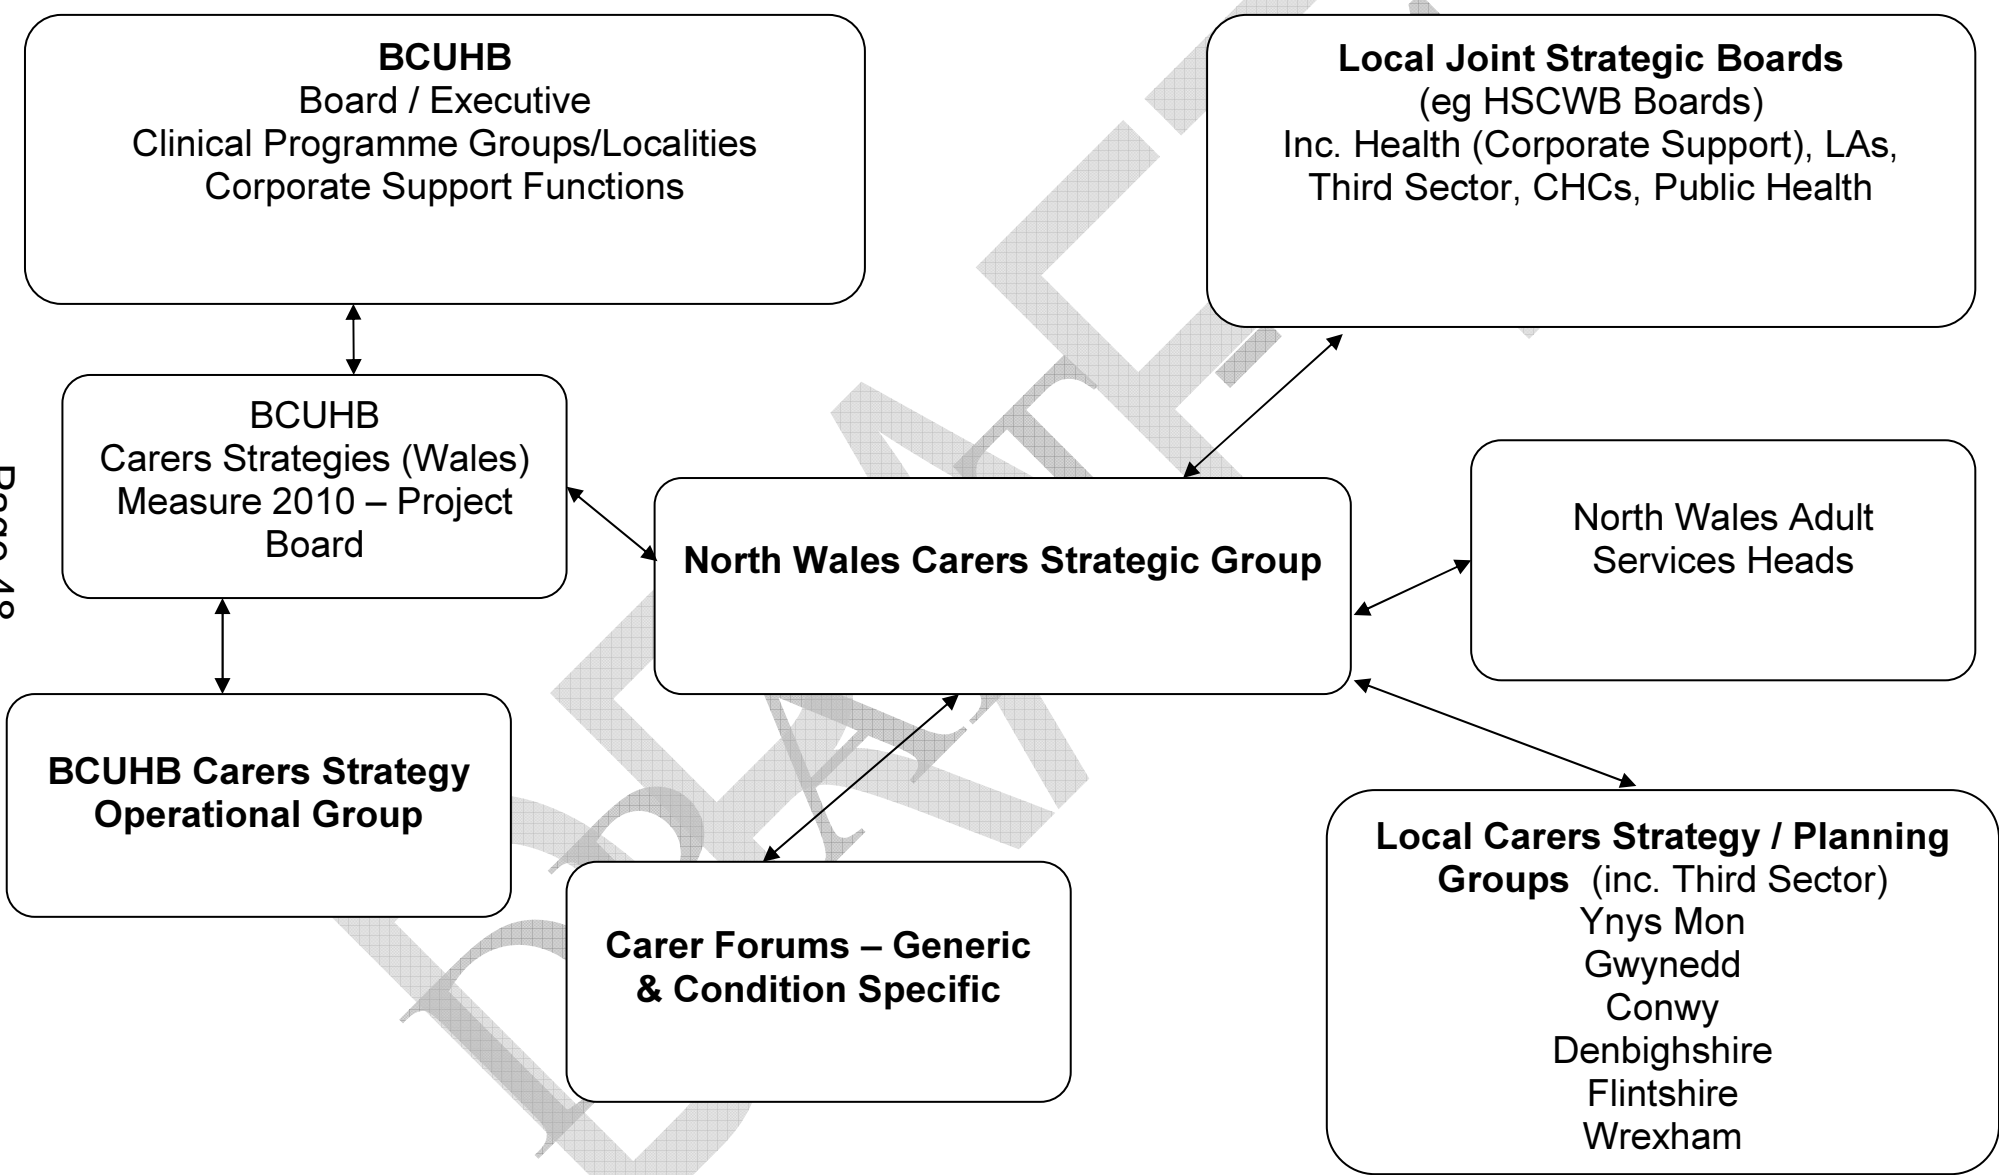 BCUHB
Board / Executive
Clinical Programme Groups/Localities
Corporate Support Functions
Local Joint Strategic Boards
(eg HSCWB Boards)
Inc. Health (Corporate Support), LAs,
Third Sector, CHCs, Public Health
BCUHB
Carers Strategies (Wales)
Measure 2010 – Project
Board
North Wales Carers Strategic Group
North Wales Adult
Services Heads
BCUHB Carers Strategy
Operational Group
Carer Forums – Generic
& Condition Specific
Local Carers Strategy / Planning
Groups (inc. Third Sector)
Ynys Mon
Gwynedd
Conwy
Denbighshire
Flintshire
Wrexham
Page 48